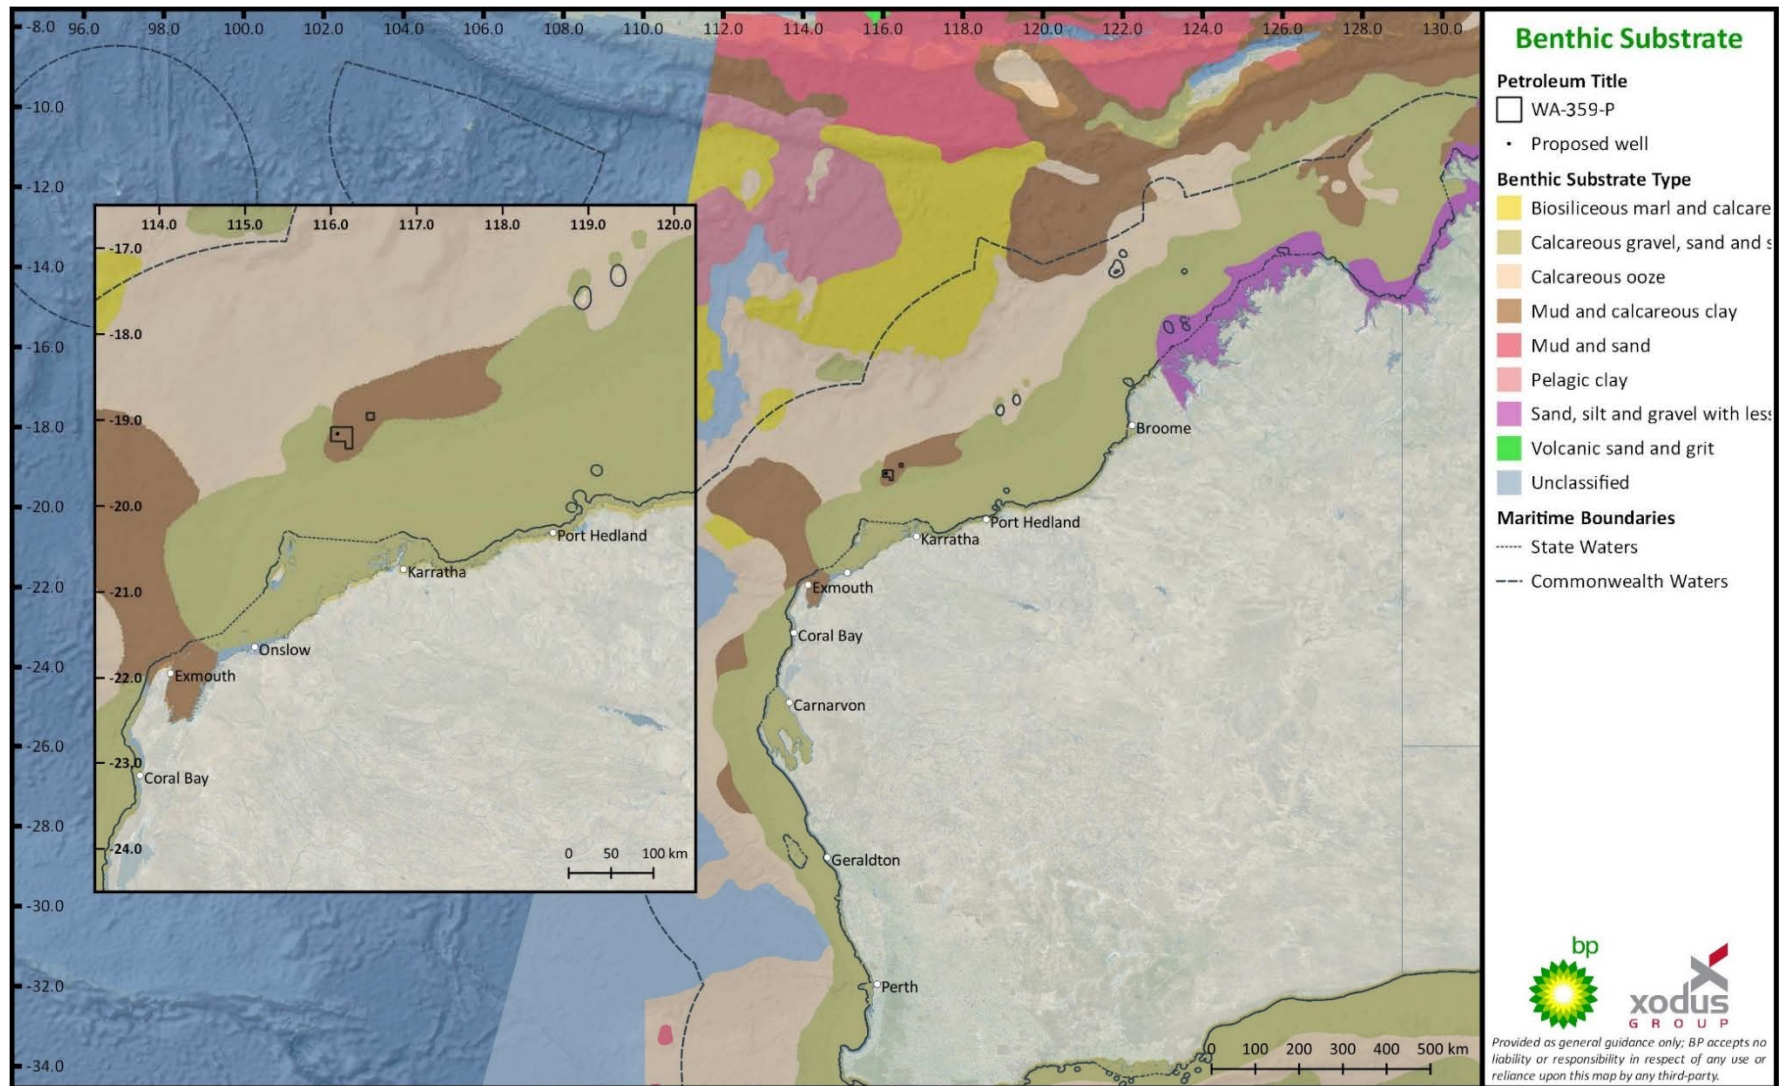 -8.0 96.0 98.0 100.0 102.0 104.0 106.0 108.0 110.0 112.0 114.0 116.0 118.0 120.0 122.0 124.0 126.0 128.0 130.0
-10.0
-12.0
-14.0
-16.0
-18.0
-20.0
-22.0
-24.0
-26.0
-28.0
-30.0
-32.0
-34.0
114.0 115.0 116.0 117.0 118.0 119.0 120.0
-17.0
-18.0
-19.0
-20.0
Port Hedland
Karratha
-21.0
Onslow
Exmouth
-22.0
-23.0
Coral Bay
-24.0
0 50 100 km
Broome
Port Hedland
Karratha
Exmouth
Coral Bay
Carnarvon
Geraldton
Perth
0 100 200 300 400 500 km
Benthic Substrate
Petroleum Title
WA-359-P
Proposed well
Benthic Substrate Type
Biosiliceous marl and calcare
Calcareous gravel, sand and s
Calcareous ooze
Mud and calcareous clay
Mud and sand
Pelagic clay
Sand, silt and gravel with less
Volcanic sand and grit
Unclassified
Maritime Boundaries
State Waters
Commonwealth Waters
bp
xodus
GROUP
Provided as general guidance only; BP accepts no
liability or responsibility in respect of any use or
reliance upon this map by any third-party.